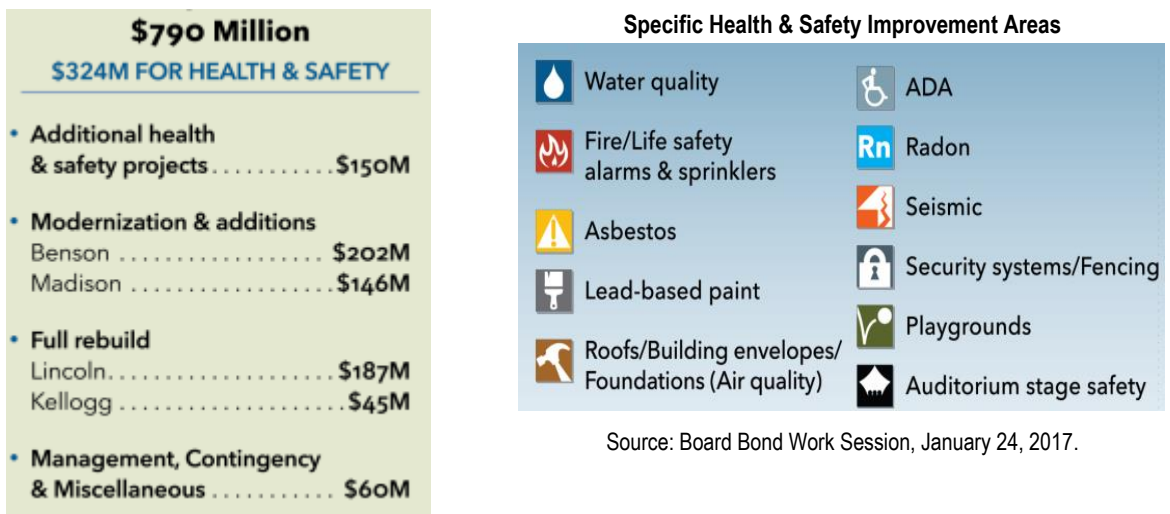 $790 Million
$324M FOR HEALTH & SAFETY
• Additional health
& safety projects............$150M
• Modernization & additions
Benson .................. $202M
Madison ..................$146M
• Full rebuild
Lincoln.....................$187M
Kellogg .....................$45M
• Management, Contingency
& Miscellaneous ........... $60M
Specific Health & Safety Improvement Areas
Water quality
Fire/Life safety
alarms & sprinklers
Asbestos
Lead-based paint
Roofs/Building envelopes/
Foundations (Air quality)
ADA
Rn Radon
Seismic
Security systems/Fencing
Playgrounds
Auditorium stage safety
Source: Board Bond Work Session, January 24, 2017.